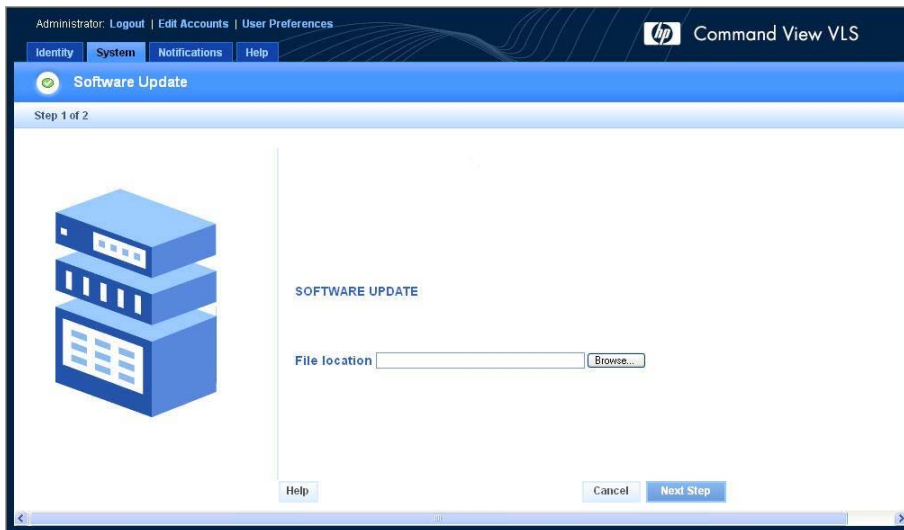 Administrator: Logout | Edit Accounts | User Preferences
hp Command View VLS
Identity System Notifications Help
Software Update
Step 1 of 2
SOFTWARE UPDATE
File location Browse...
Help Cancel Next Step